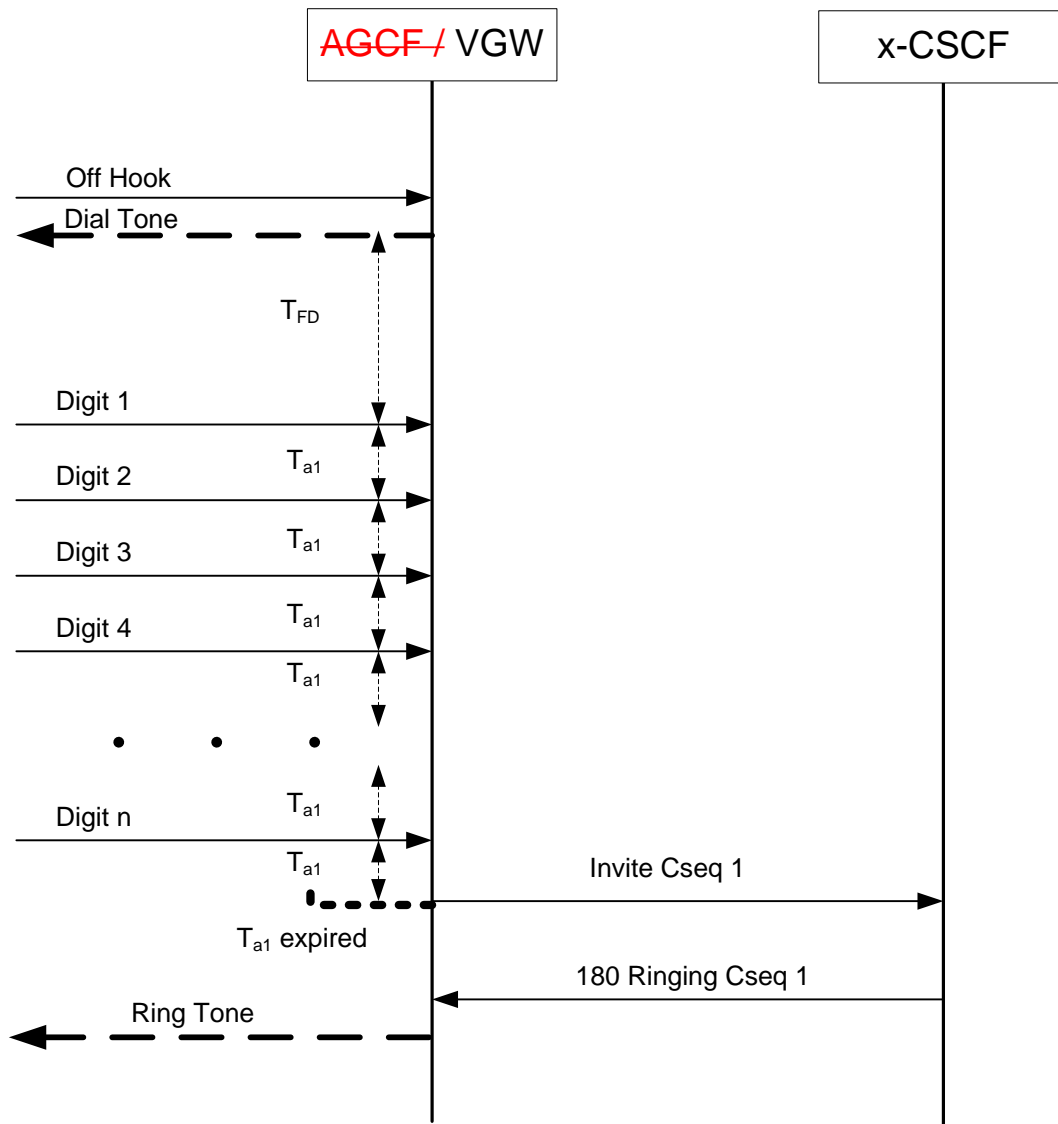 AGCF / VGW
x-CSCF
Off Hook
Dial Tone
TFD
Digit 1
Ta1
Digit 2
Ta1
Digit 3
Ta1
Digit 4
Ta1
Ta1
Digit n
Ta1
Invite Cseq 1
Ta1 expired
180 Ringing Cseq 1
Ring Tone